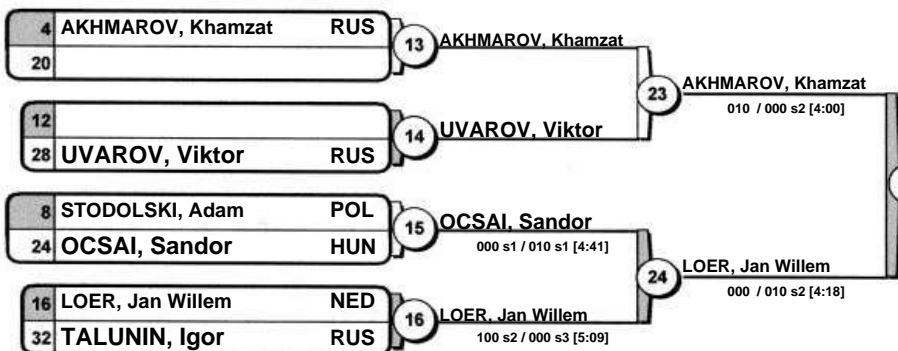 4 AKHMAROV, Khamzat RUS
20
13 AKHMAROV, Khamzat
12
28 UVAROV, Viktor RUS
14 UVAROV, Viktor
23 AKHMAROV, Khamzat
010 / 000 s2 [4:00]
8 STODOLSKI, Adam POL
24 OCSAI, Sandor HUN
15 OCSAI, Sandor
000 s1 / 010 s1 [4:41]
16 LOER, Jan Willem NED
32 TALUNIN, Igor RUS
16 LOER, Jan Willem
100 s2 / 000 s3 [5:09]
24 LOER, Jan Willem
000 / 010 s2 [4:18]